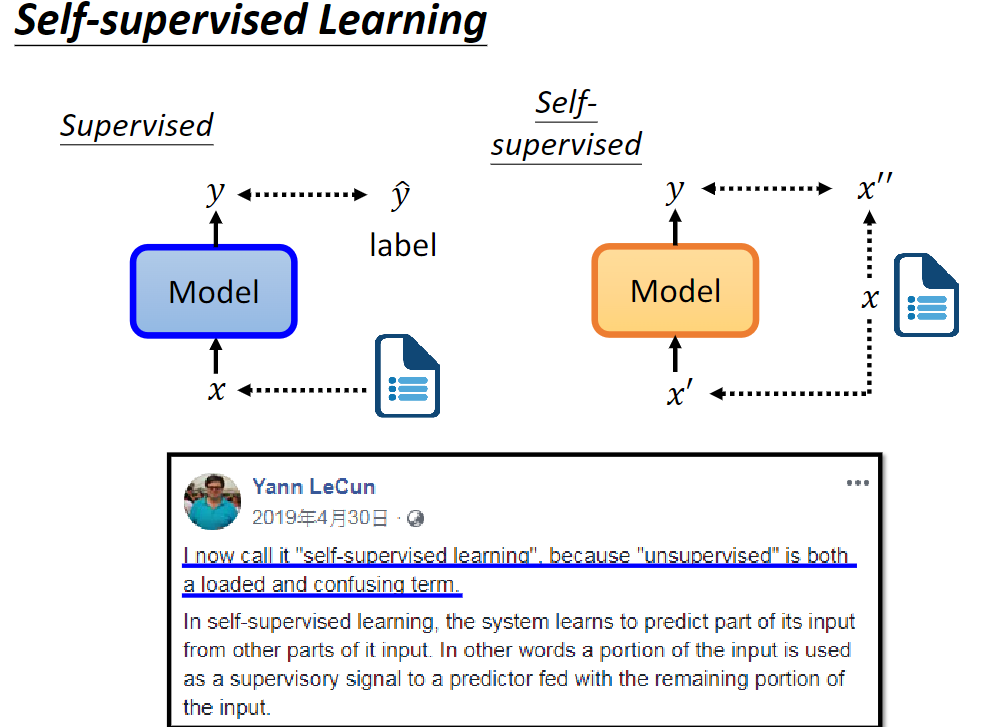 Self-supervised Learning
Supervised
Self-
supervised
y
ŷ
label
Model
x
y
x′′
Model
x
x′
Yann LeCun
2019年4月30日 ·
I now call it "self-supervised learning", because "unsupervised" is both
a loaded and confusing term.
In self-supervised learning, the system learns to predict part of its input
from other parts of it input. In other words a portion of the input is used
as a supervisory signal to a predictor fed with the remaining portion of
the input.